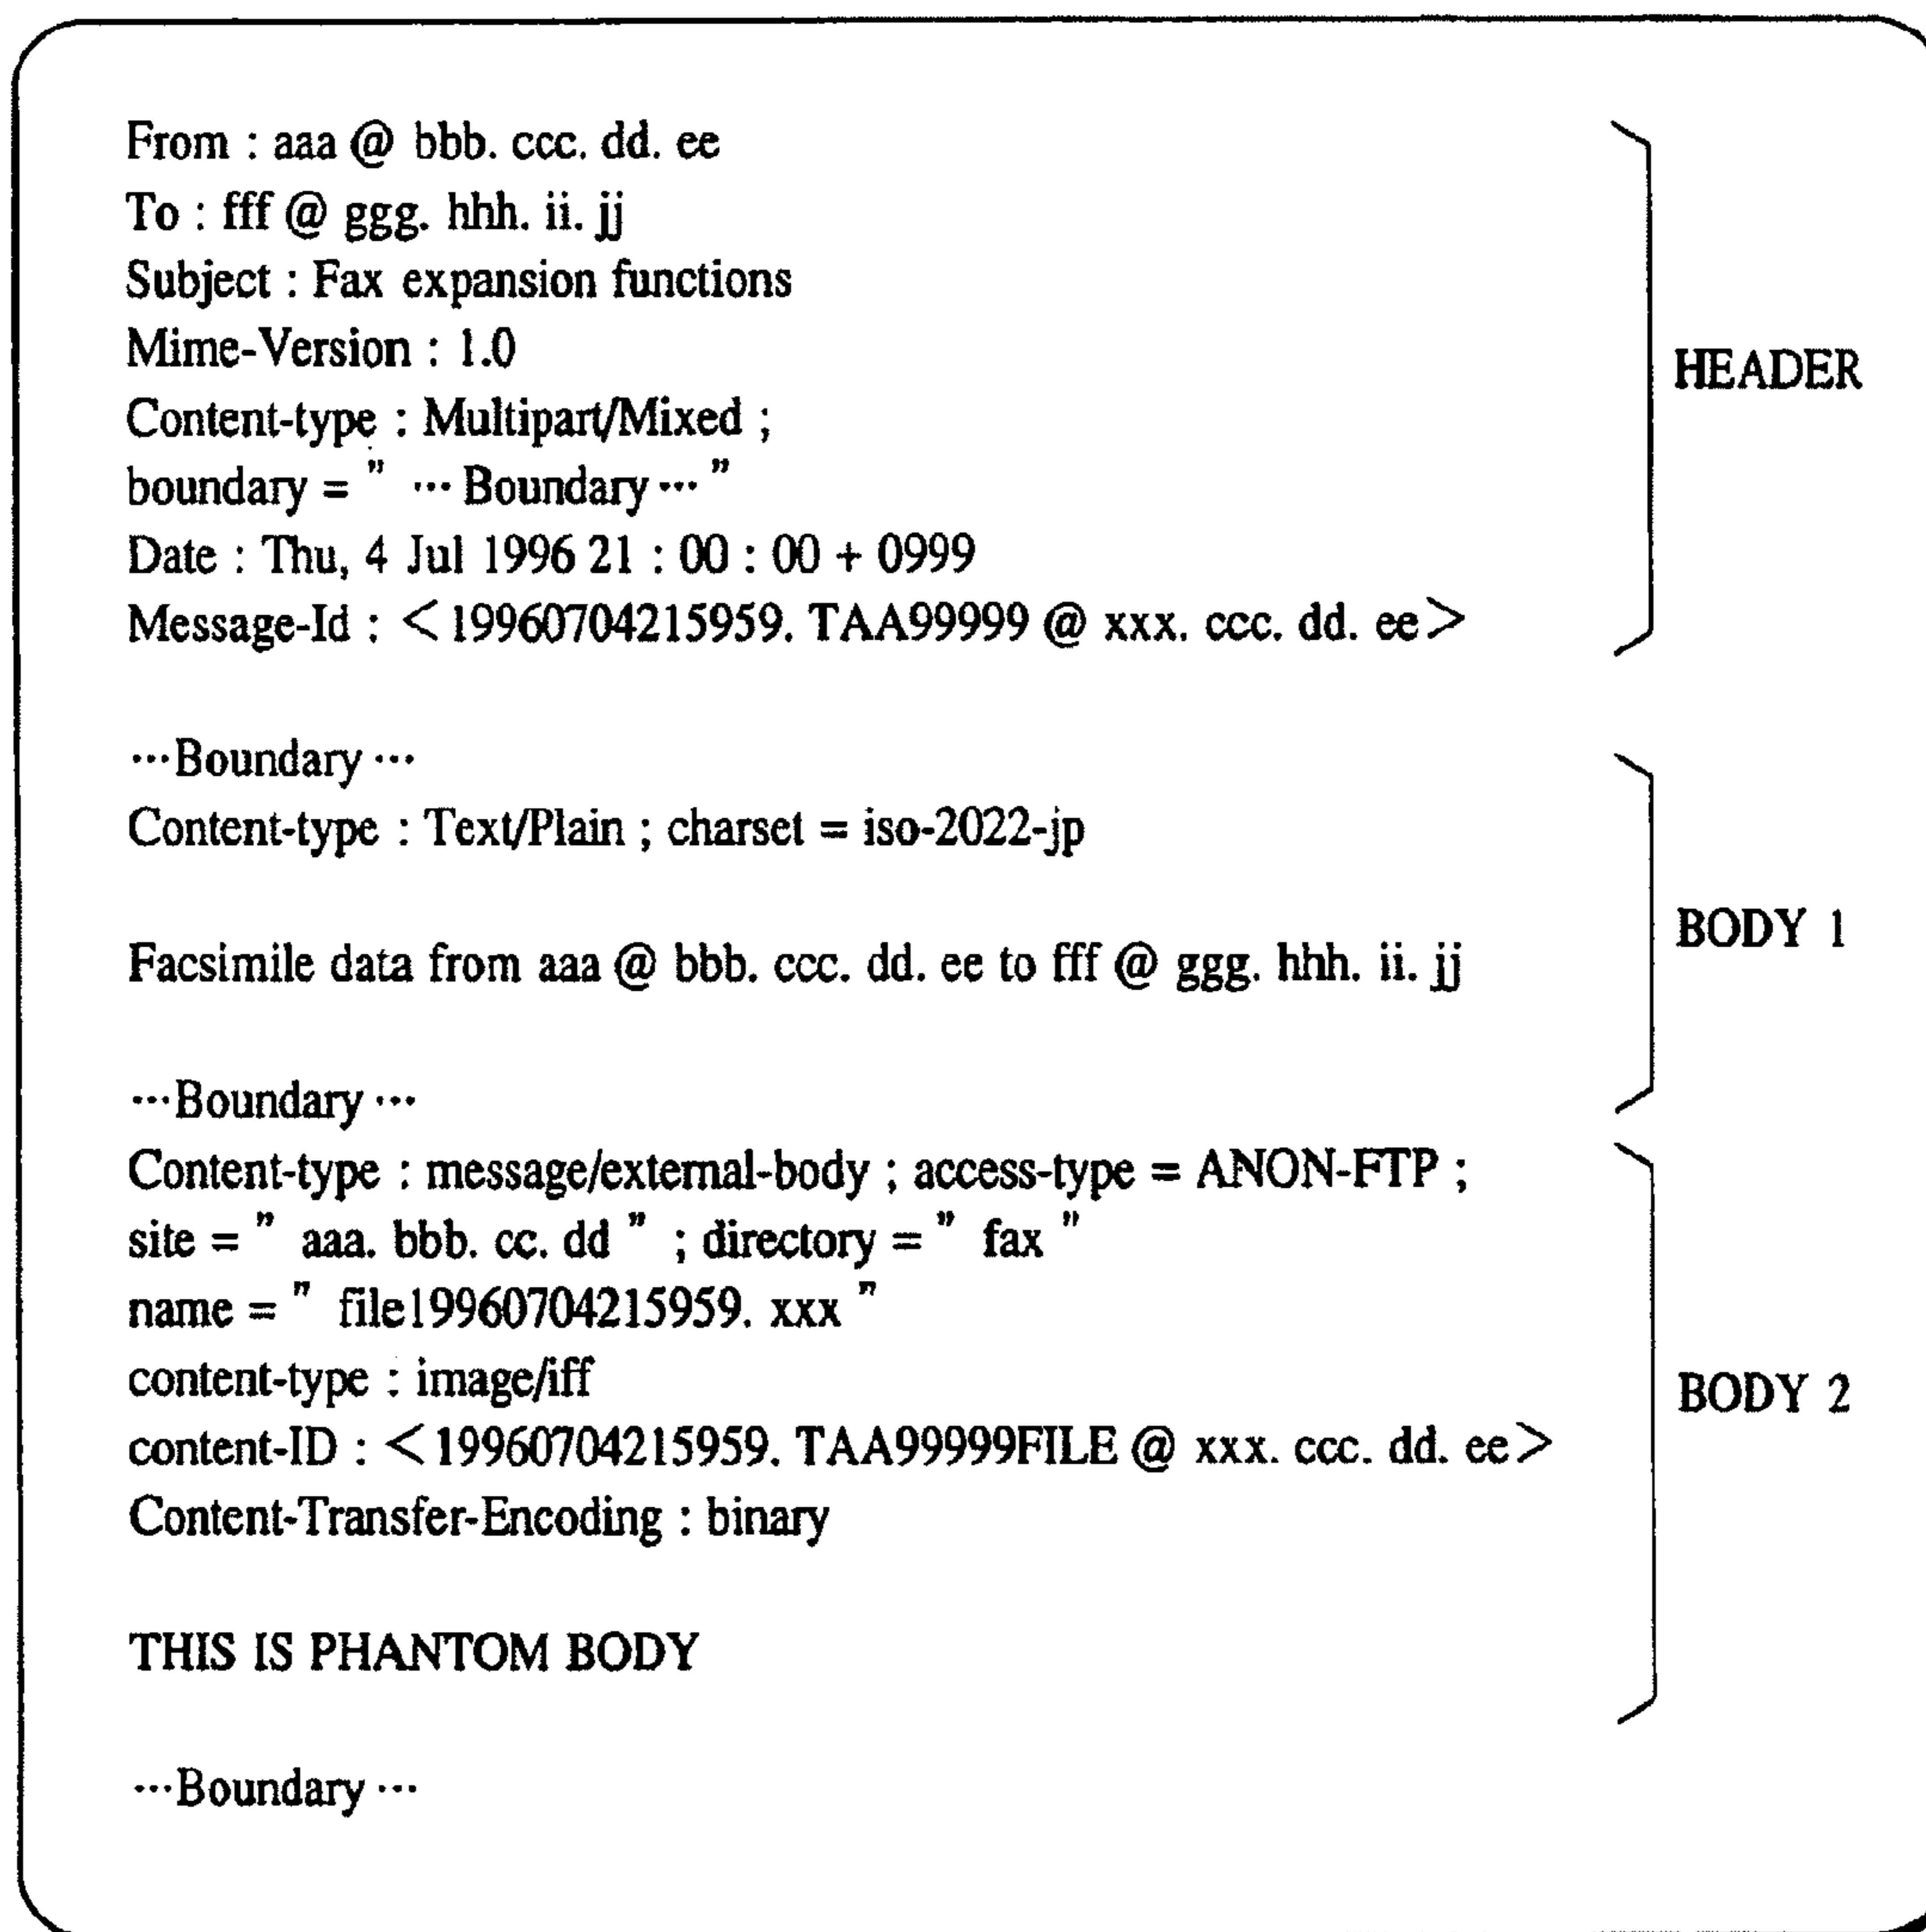 From : aaa @ bbb. ccc. dd. ee
To : fff @ ggg. hhh. ii. jj
Subject : Fax expansion functions
Mime-Version : 1.0
Content-type : Multipart/Mixed ;
boundary = " ··· Boundary ··· "
Date : Thu, 4 Jul 1996 21 : 00 : 00 + 0999
Message-Id : <19960704215959. TAA99999 @ xxx. ccc. dd. ee>
HEADER
···Boundary ···
Content-type : Text/Plain ; charset = iso-2022-jp
Facsimile data from aaa @ bbb. ccc. dd. ee to fff @ ggg. hhh. ii. jj
BODY 1
···Boundary ···
Content-type : message/external-body ; access-type = ANON-FTP ;
site = " aaa. bbb. cc. dd " ; directory = " fax "
name = " file19960704215959. xxx "
content-type : image/iff
content-ID : <19960704215959. TAA99999FILE @ xxx. ccc. dd. ee>
Content-Transfer-Encoding : binary
THIS IS PHANTOM BODY
BODY 2
···Boundary ···